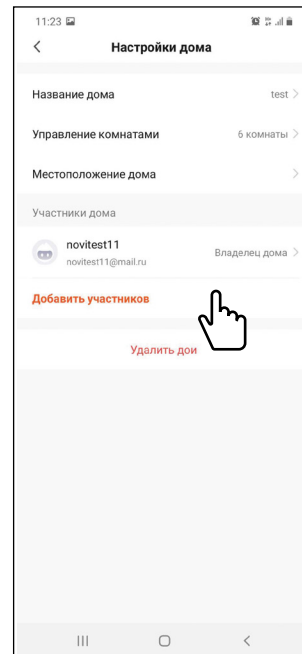 11:23
Настройки дома
Название дома test
Управление комнатами 6 комнаты
Местоположение дома
Участники дома
novitest11
novitest11@mail.ru Владелец дома
Добавить участников
Удалить дои